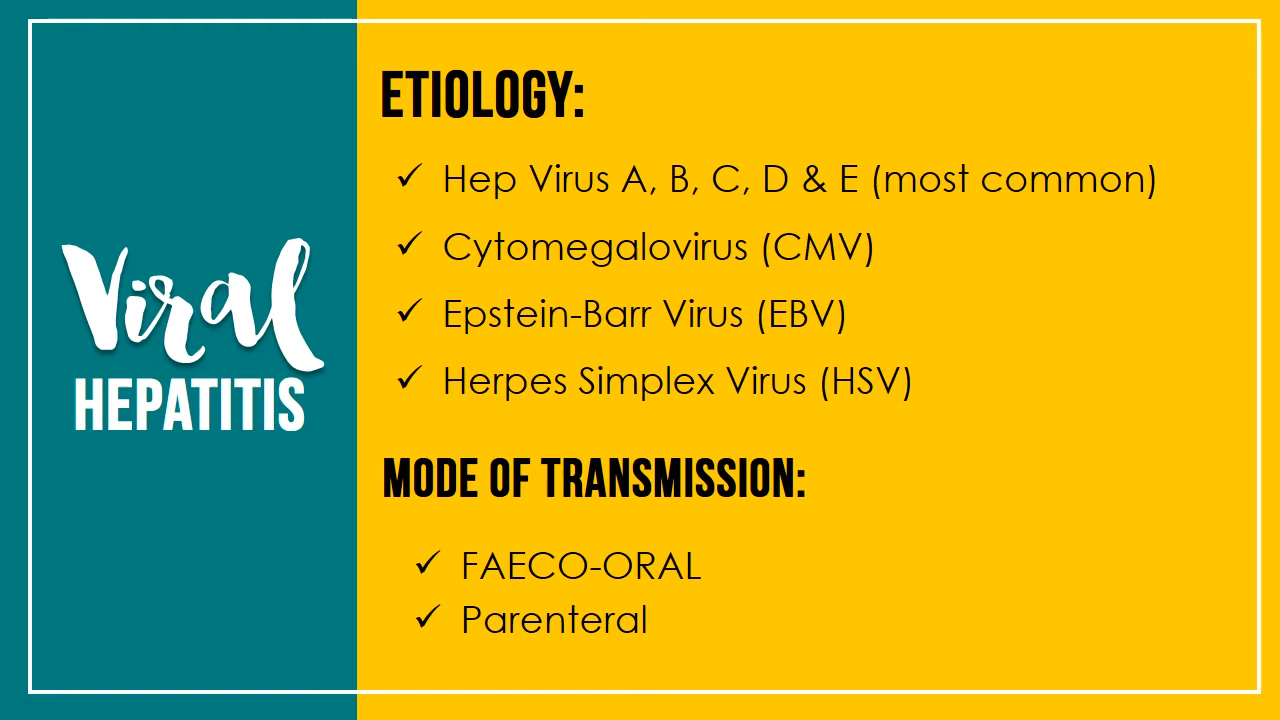 Viral
HEPATITIS
ETIOLOGY:
✓ Hep Virus A, B, C, D & E (most common)
✓ Cytomegalovirus (CMV)
✓ Epstein-Barr Virus (EBV)
✓ Herpes Simplex Virus (HSV)
MODE OF TRANSMISSION:
✓ FAECO-ORAL
✓ Parenteral